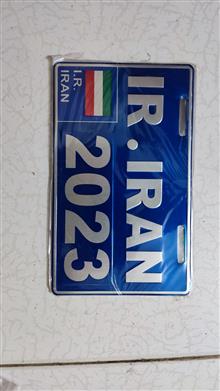 IR . IRAN
I.R.
IRAN
2023